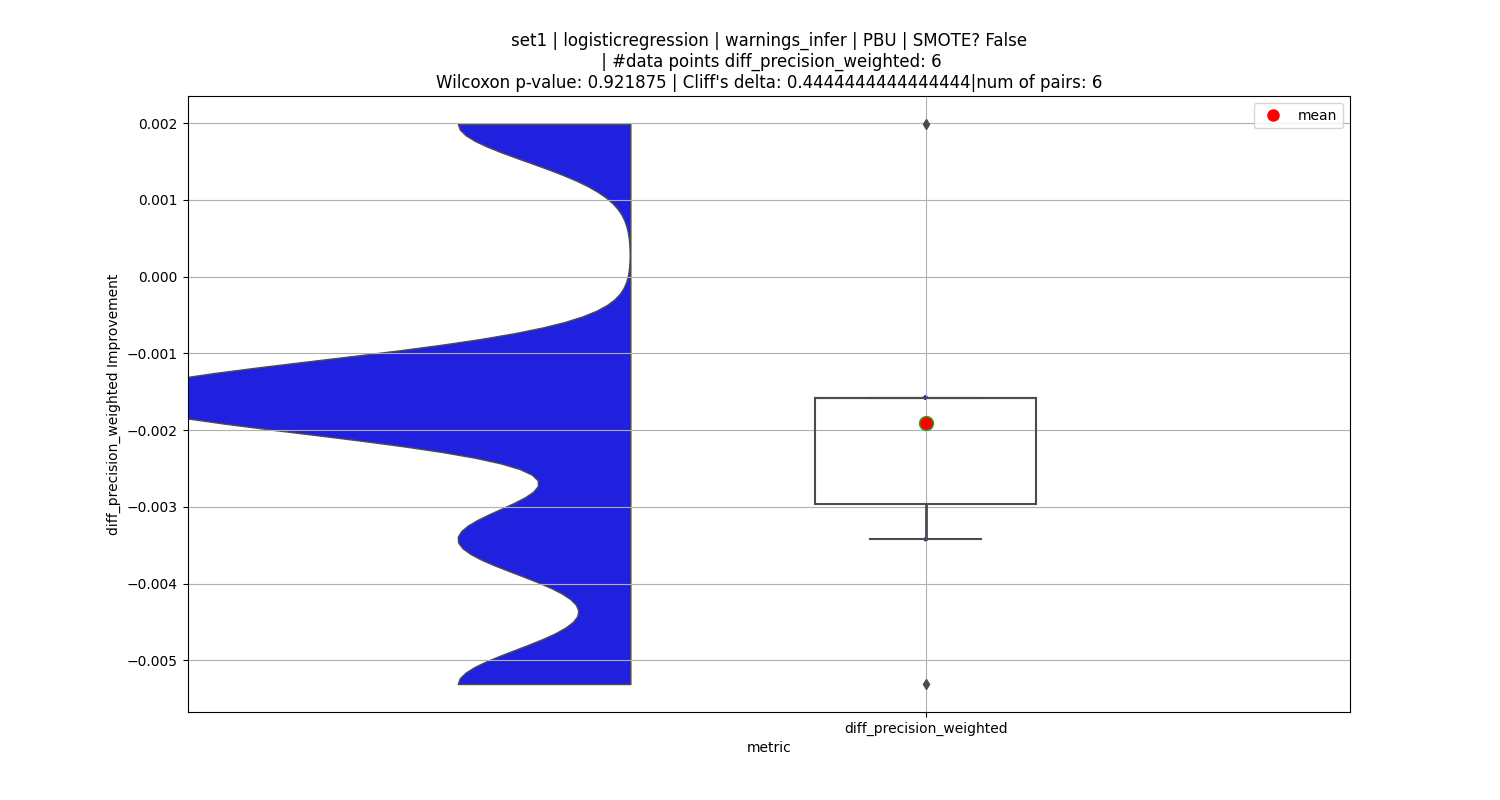 set1 | logisticregression | warnings_infer | PBU | SMOTE? False
| #data points diff_precision_weighted: 6
Wilcoxon p-value: 0.921875 | Cliff's delta: 0.4444444444444444|num of pairs: 6
mean
0.002
0.001
0.000
−0.001
−0.002
−0.003
−0.004
−0.005
diff_precision_weighted Improvement
diff_precision_weighted
metric